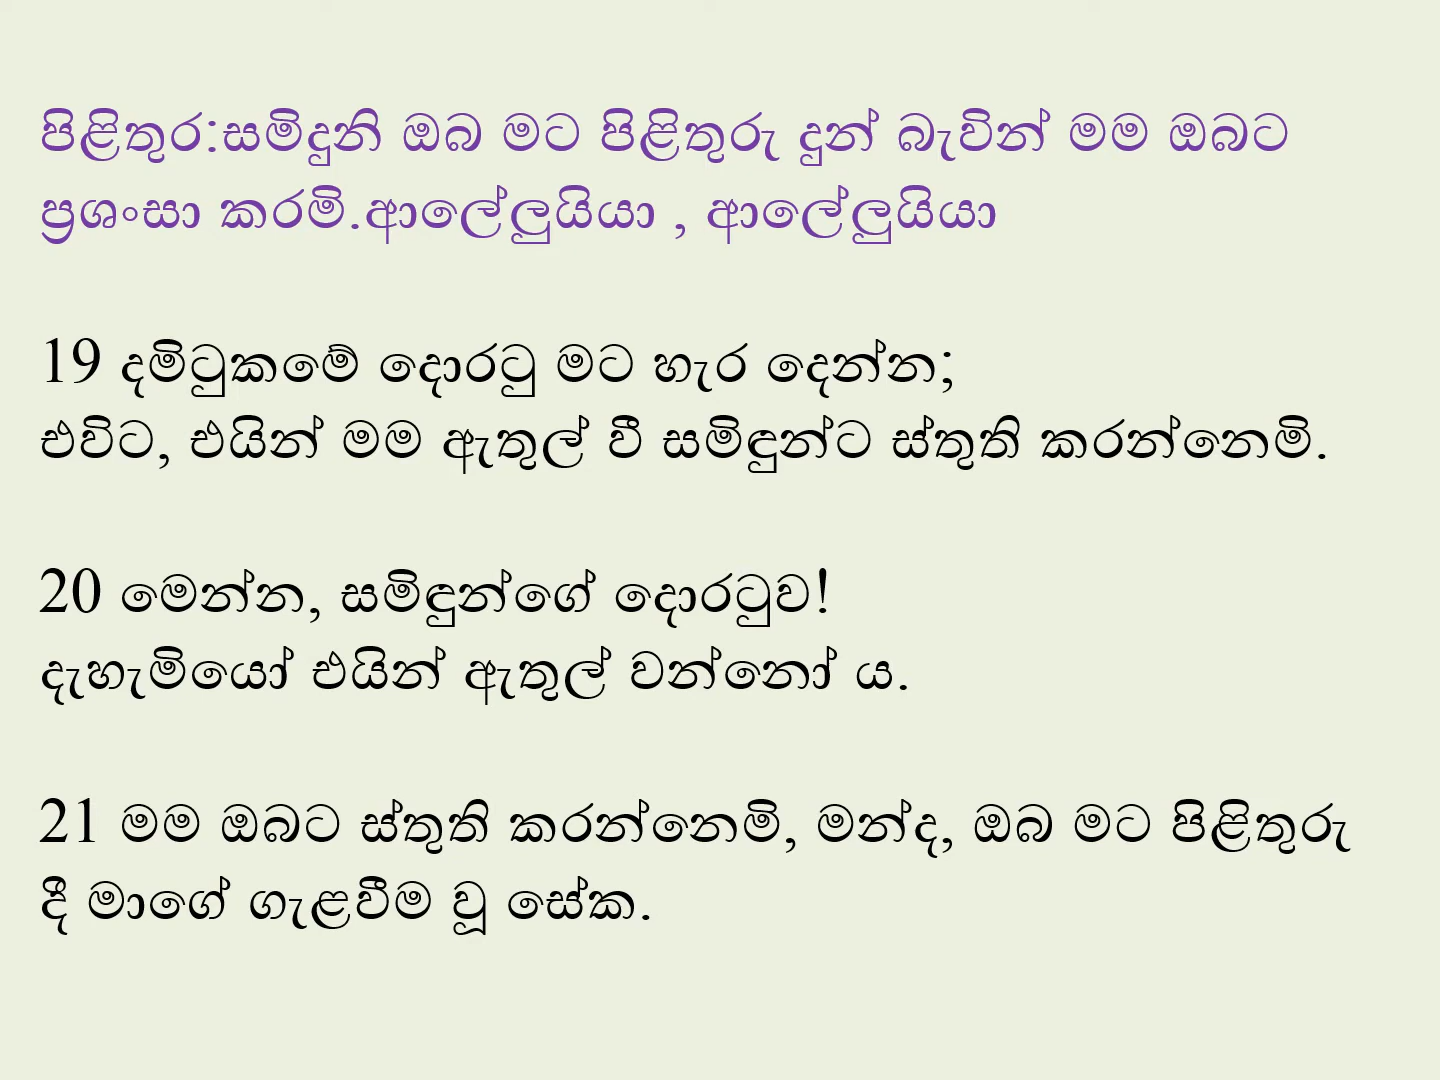 පිළිතුර:සමිදුනි ඔබ මට පිළිතුරු දුන් බැවින් මම ඔබට
ප්‍රශංසා කරමි.ආලේලුයියා , ආලේලුයියා
19 දමිටුකමේ දොරටු මට හැර දෙන්න;
එවිට, එයින් මම ඇතුල් වී සමිඳුන්ට ස්තුති කරන්නෙමි.
20 මෙන්න, සමිඳුන්ගේ දොරටුව!
දැහැමියෝ එයින් ඇතුල් වන්නෝ ය.
21 මම ඔබට ස්තුති කරන්නෙමි, මන්ද, ඔබ මට පිළිතුරු
දී මාගේ ගැළවීම වූ සේක.